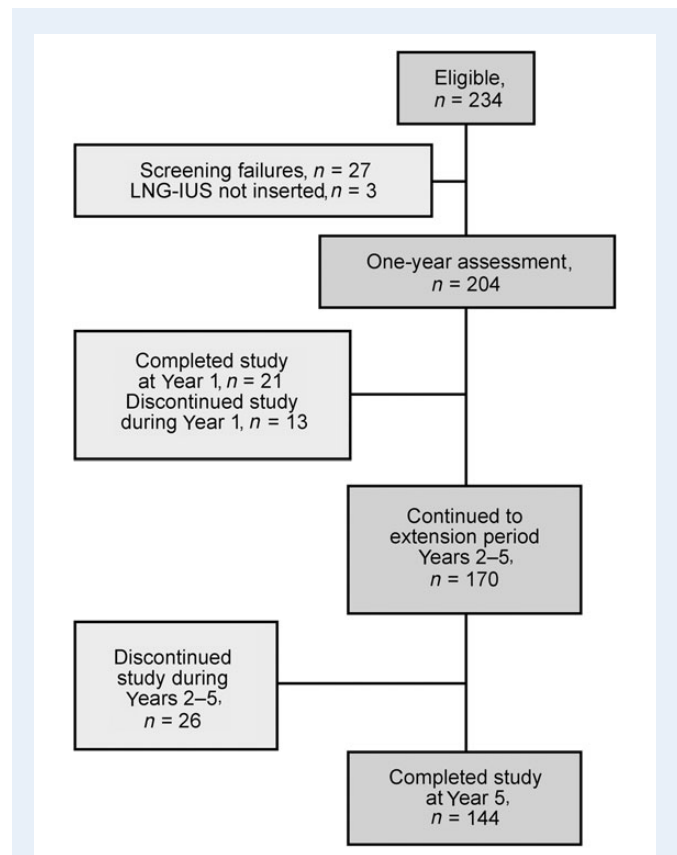 Eligible,
n = 234
Screening failures, n = 27
LNG-IUS not inserted, n = 3
One-year assessment,
n = 204
Completed study
at Year 1, n = 21
Discontinued study
during Year 1, n = 13
Continued to
extension period
Years 2–5,
n = 170
Discontinued
study during
Years 2–5,
n = 26
Completed study
at Year 5,
n = 144